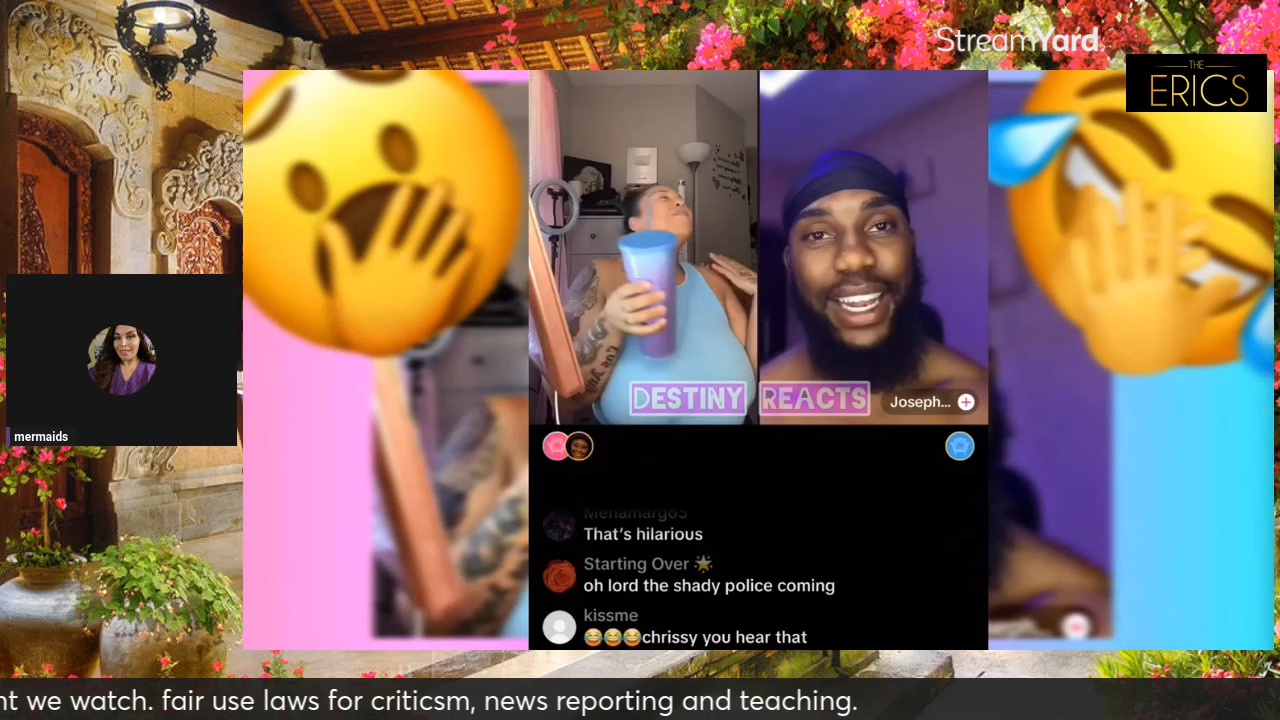 StreamYard
THE
ERICS
DESTINY REACTS
Joseph...
mermaids
Menamargo5
That's hilarious
Starting Over 🌟
oh lord the shady police coming
kissme
😂😂😂chrissy you hear that
nt we watch. fair use laws for criticsm, news reporting and teaching.